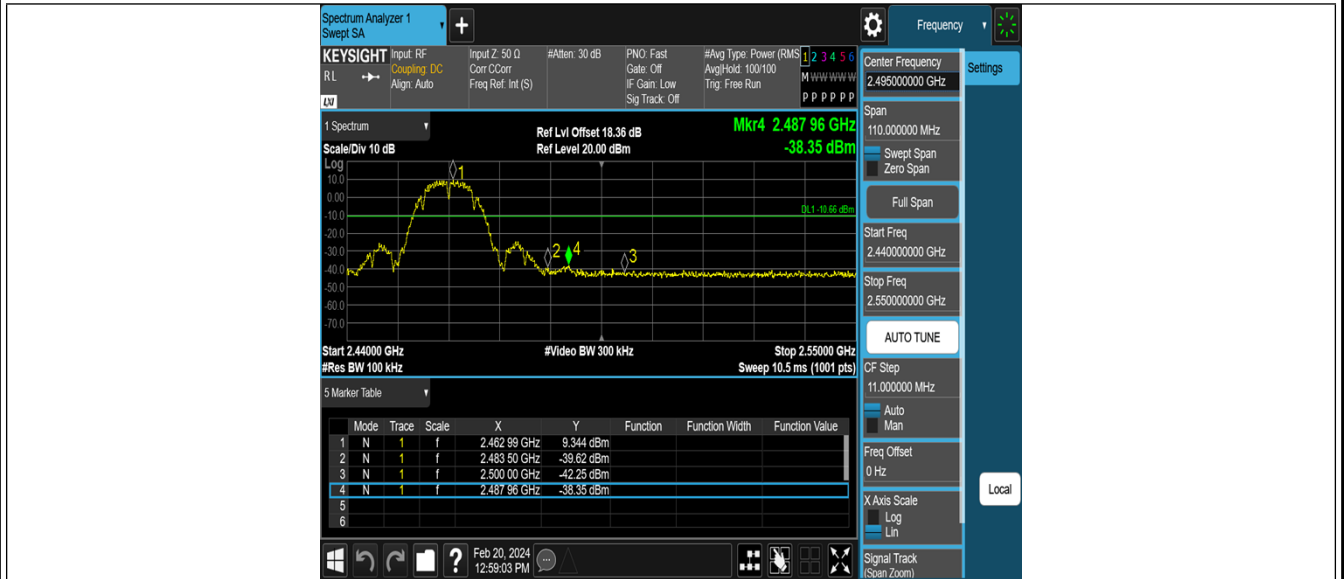 Spectrum Analyzer 1
Swept SA
+
Frequency
KEYSIGHT
RL
LXI
Input: RF
Coupling: DC
Align: Auto
Input Z: 50 Ω
Corr CCorr
Freq Ref: Int (S)
#Atten: 30 dB
PNO: Fast
Gate: Off
IF Gain: Low
Sig Track: Off
#Avg Type: Power (RMS
Avg|Hold: 100/100
Trig: Free Run
1 2 3 4 5 6
M W W W W W
P P P P P P
1 Spectrum
Scale/Div 10 dB
Ref Lvl Offset 18.36 dB
Ref Level 20.00 dBm
Mkr4 2.487 96 GHz
-38.35 dBm
Log
10.0
0.00
-10.0
-20.0
-30.0
-40.0
-50.0
-60.0
-70.0
1
2
4
3
DL1 -10.66 dBm
Start 2.44000 GHz
#Res BW 100 kHz
#Video BW 300 kHz
Stop 2.55000 GHz
Sweep 10.5 ms (1001 pts)
5 Marker Table
Mode Trace Scale X Y Function Function Width Function Value
1 N 1 f 2.462 99 GHz 9.344 dBm
2 N 1 f 2.483 50 GHz -39.62 dBm
3 N 1 f 2.500 00 GHz -42.25 dBm
4 N 1 f 2.487 96 GHz -38.35 dBm
5
6
?
Feb 20, 2024
12:59:03 PM
Center Frequency
2.495000000 GHz
Settings
Span
110.000000 MHz
Swept Span
Zero Span
Full Span
Start Freq
2.440000000 GHz
Stop Freq
2.550000000 GHz
AUTO TUNE
CF Step
11.000000 MHz
Auto
Man
Freq Offset
0 Hz
X Axis Scale
Log
Lin
Local
Signal Track
(Span Zoom)